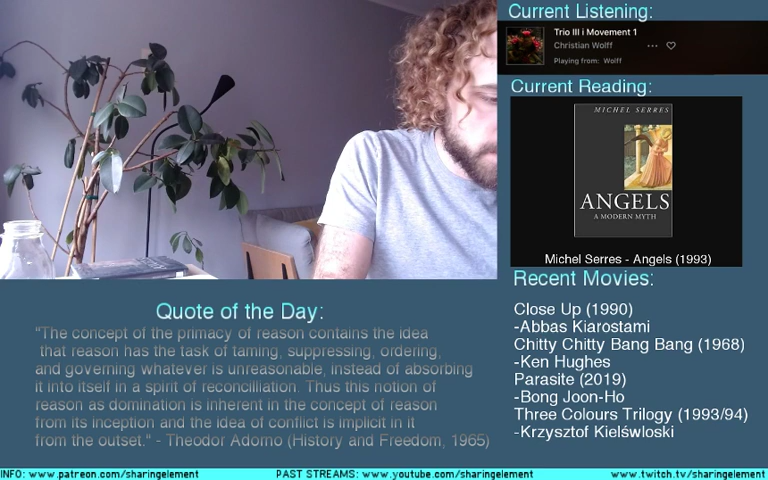 Current Listening:
Trio III i Movement 1
Christian Wolff
Playing from: Wolff
Current Reading:
MICHEL SERRES
ANGELS
A MODERN MYTH
Michel Serres - Angels (1993)
Recent Movies:
Close Up (1990)
-Abbas Kiarostami
Chitty Chitty Bang Bang (1968)
-Ken Hughes
Parasite (2019)
-Bong Joon-Ho
Three Colours Trilogy (1993/94)
-Krzysztof Kielświoski
Quote of the Day:
"The concept of the primacy of reason contains the idea
that reason has the task of taming, suppressing, ordering,
and governing whatever is unreasonable, instead of absorbing
it into itself in a spirit of reconcilliation. Thus this notion of
reason as domination is inherent in the concept of reason
from its inception and the idea of conflict is implicit in it
from the outset." - Theodor Adorno (History and Freedom, 1965)
INFO: www.patreon.com/sharingelement
PAST STREAMS: www.youtube.com/sharingelement
www.twitch.tv/sharingelement